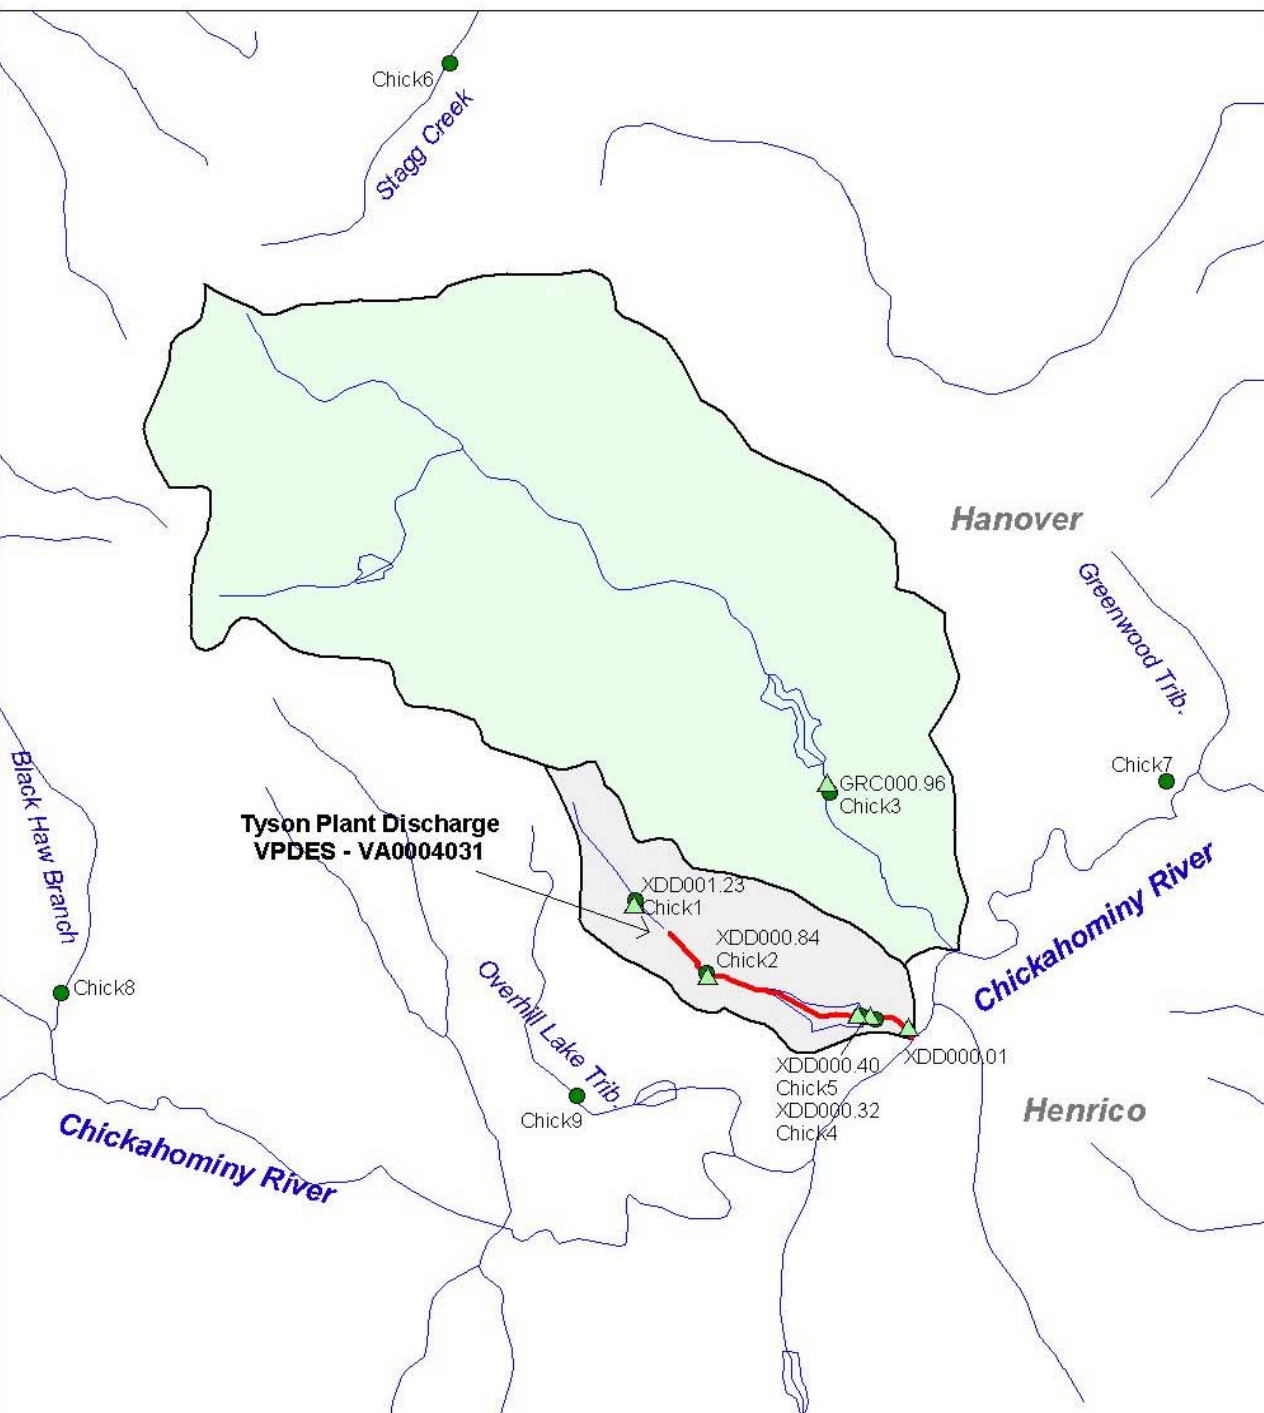 Chick6
Stagg Creek
Hanover
Greenwood Trib.
Chick7
GRC000.96
Chick3
Black Haw Branch
Tyson Plant Discharge
VPDES - VA0004031
XDD001.23
Chick1
XDD000.84
Chick2
Chickahominy River
Chick8
Overhill Lake Trib.
XDD000.01
XDD000.40
Chick5
XDD000.32
Chick4
Henrico
Chick9
Chickahominy River